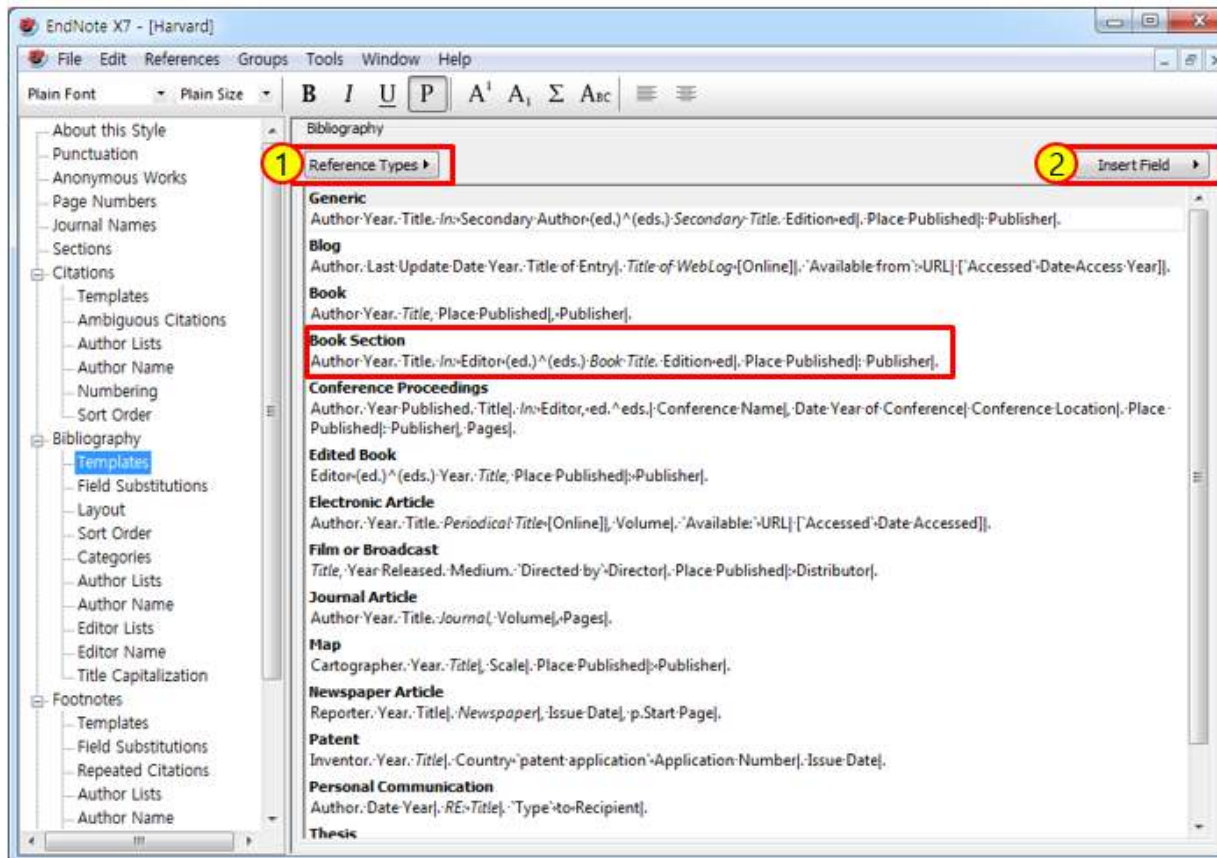 EndNote X7 - [Harvard]
File Edit References Groups Tools Window Help
Plain Font Plain Size B I U P A¹ A₁ Σ Aʙᴄ
About this Style
Punctuation
Anonymous Works
Page Numbers
Journal Names
Sections
Citations
Templates
Ambiguous Citations
Author Lists
Author Name
Numbering
Sort Order
Bibliography
Templates
Field Substitutions
Layout
Sort Order
Categories
Author Lists
Author Name
Editor Lists
Editor Name
Title Capitalization
Footnotes
Templates
Field Substitutions
Repeated Citations
Author Lists
Author Name
Bibliography
1 Reference Types
2 Insert Field
Generic
Author·Year.·Title.·In:·Secondary·Author·(ed.)^(eds.)·Secondary·Title.·Edition·ed|.·Place·Published|:·Publisher|.
Blog
Author.·Last·Update·Date·Year.·Title·of·Entry|.·Title·of·WebLog·[Online]|.·`Available·from`:·URL|·[`Accessed`·Date·Access·Year]|.
Book
Author·Year.·Title,·Place·Published|,·Publisher|.
Book Section
Author·Year.·Title.·In:·Editor·(ed.)^(eds.)·Book·Title.·Edition·ed|.·Place·Published|:·Publisher|.
Conference Proceedings
Author.·Year·Published.·Title|.·In:·Editor,·ed.^eds.|·Conference·Name|,·Date·Year·of·Conference|·Conference·Location|.·Place·
Published|:·Publisher|,·Pages|.
Edited Book
Editor·(ed.)^(eds.)·Year.·Title,·Place·Published|:·Publisher|.
Electronic Article
Author.·Year.·Title.·Periodical·Title·[Online]|,·Volume|.·`Available:`·URL|·[`Accessed`·Date·Accessed]|.
Film or Broadcast
Title,·Year·Released.·Medium.·`Directed·by`·Director|.·Place·Published|:·Distributor|.
Journal Article
Author·Year.·Title.·Journal,·Volume|,·Pages|.
Map
Cartographer.·Year.·Title|,·Scale|.·Place·Published|:·Publisher|.
Newspaper Article
Reporter.·Year.·Title|.·Newspaper|,·Issue·Date|,·p.Start·Page|.
Patent
Inventor.·Year.·Title|.·Country·`patent·application`·Application·Number|.·Issue·Date|.
Personal Communication
Author.·Date·Year|.·RE:·Title|.·`Type`·to·Recipient|.
Thesis